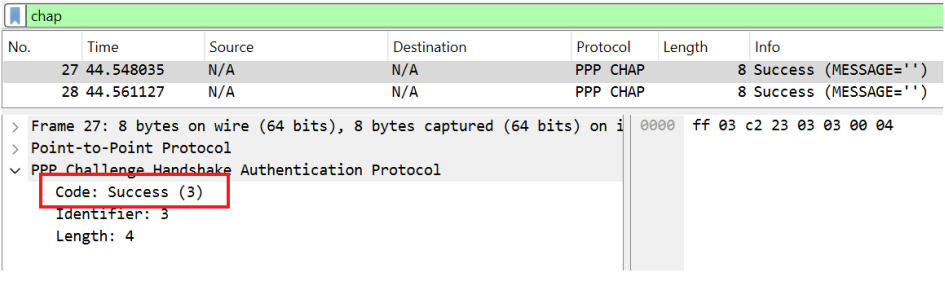 chap
No. Time Source Destination Protocol Length Info
27 44.548035 N/A N/A PPP CHAP 8 Success (MESSAGE='')
28 44.561127 N/A N/A PPP CHAP 8 Success (MESSAGE='')
Frame 27: 8 bytes on wire (64 bits), 8 bytes captured (64 bits) on i
0000 ff 03 c2 23 03 03 00 04
Point-to-Point Protocol
PPP Challenge Handshake Authentication Protocol
Code: Success (3)
Identifier: 3
Length: 4